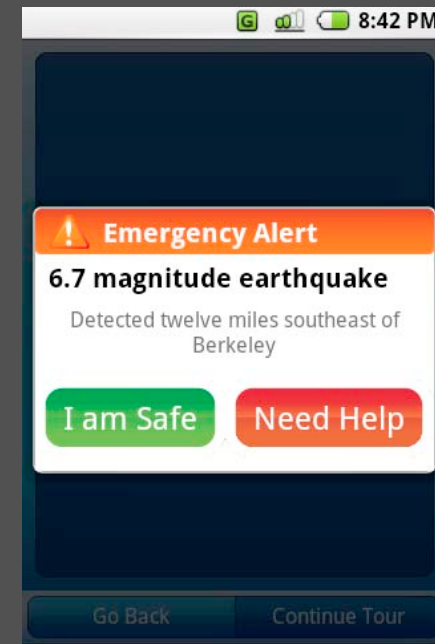 G 8:42 PM
Emergency Alert
6.7 magnitude earthquake
Detected twelve miles southeast of
Berkeley
I am Safe Need Help
Go Back Continue Tour